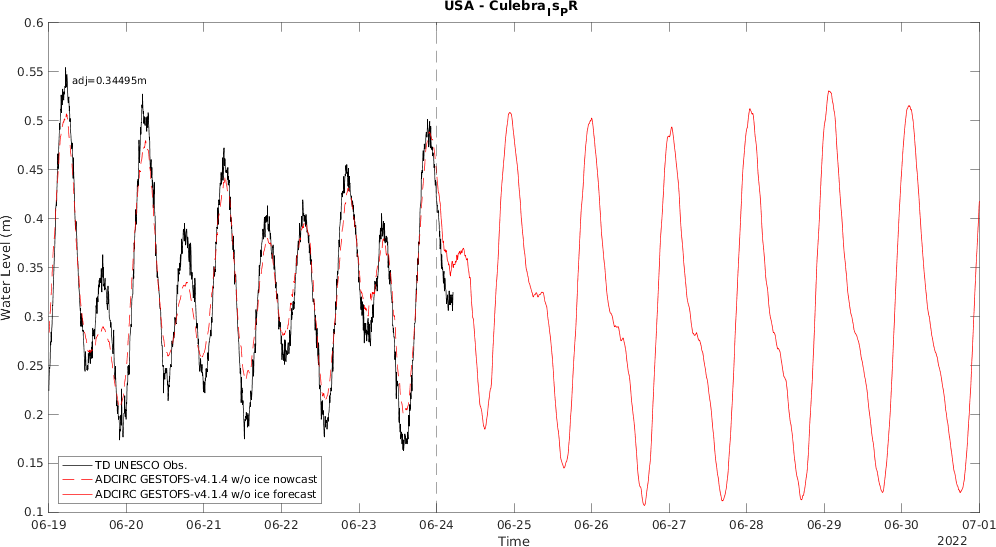 USA - CulebraIsPR
adj=0.34495m
0.6
0.55
0.5
0.45
0.4
0.35
0.3
0.25
0.2
0.15
0.1
Water Level (m)
TD UNESCO Obs.
ADCIRC GESTOFS-v4.1.4 w/o ice nowcast
ADCIRC GESTOFS-v4.1.4 w/o ice forecast
06-19 06-20 06-21 06-22 06-23 06-24 06-25 06-26 06-27 06-28 06-29 06-30 07-01
Time
2022